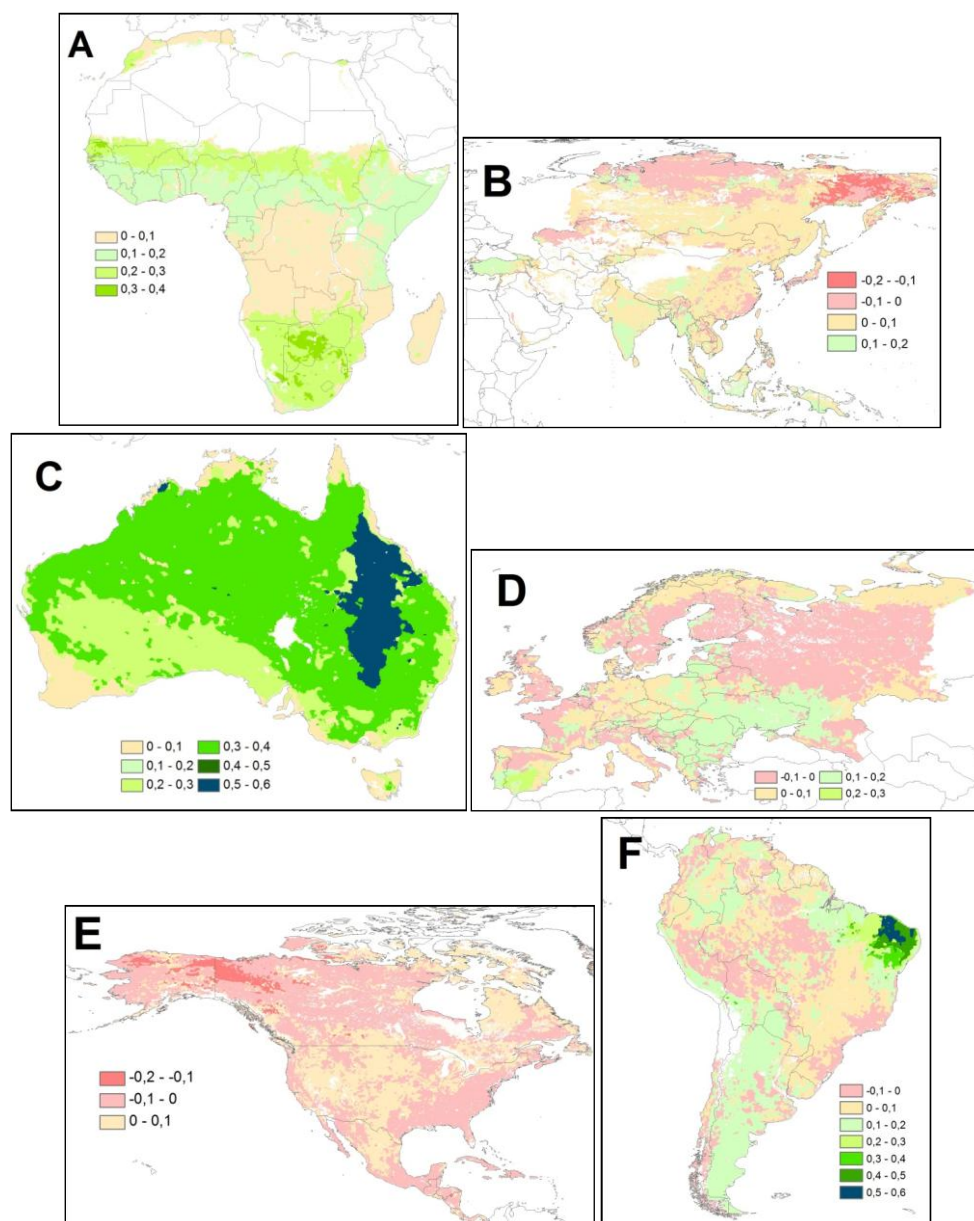 A
0 - 0,1
0,1 - 0,2
0,2 - 0,3
0,3 - 0,4
B
-0,2 - -0,1
-0,1 - 0
0 - 0,1
0,1 - 0,2
C
0 - 0,1 0,3 - 0,4
0,1 - 0,2 0,4 - 0,5
0,2 - 0,3 0,5 - 0,6
D
-0,1 - 0 0,1 - 0,2
0 - 0,1 0,2 - 0,3
E
-0,2 - -0,1
-0,1 - 0
0 - 0,1
F
-0,1 - 0
0 - 0,1
0,1 - 0,2
0,2 - 0,3
0,3 - 0,4
0,4 - 0,5
0,5 - 0,6